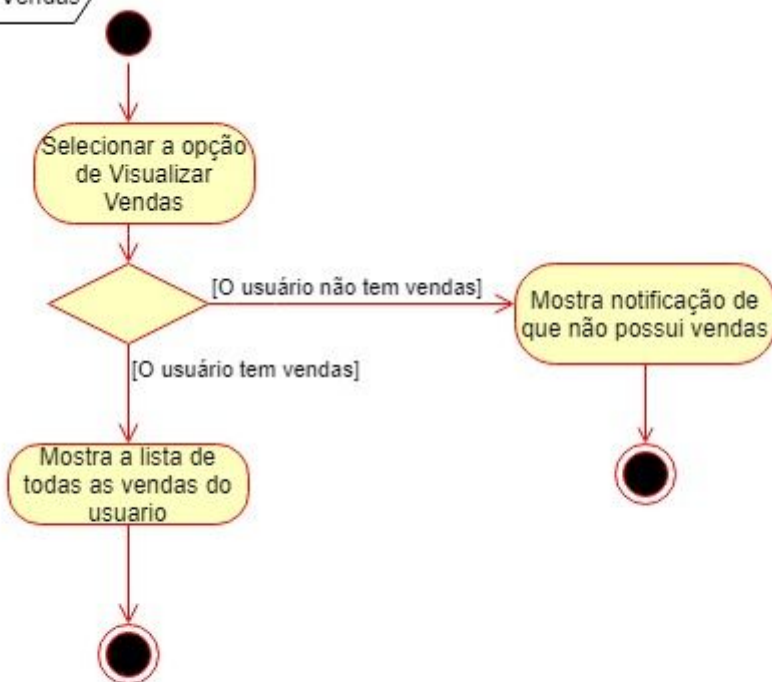 Vendas
Selecionar a opção
de Visualizar
Vendas
[O usuário não tem vendas]
Mostra notificação de
que não possui vendas
[O usuário tem vendas]
Mostra a lista de
todas as vendas do
usuario